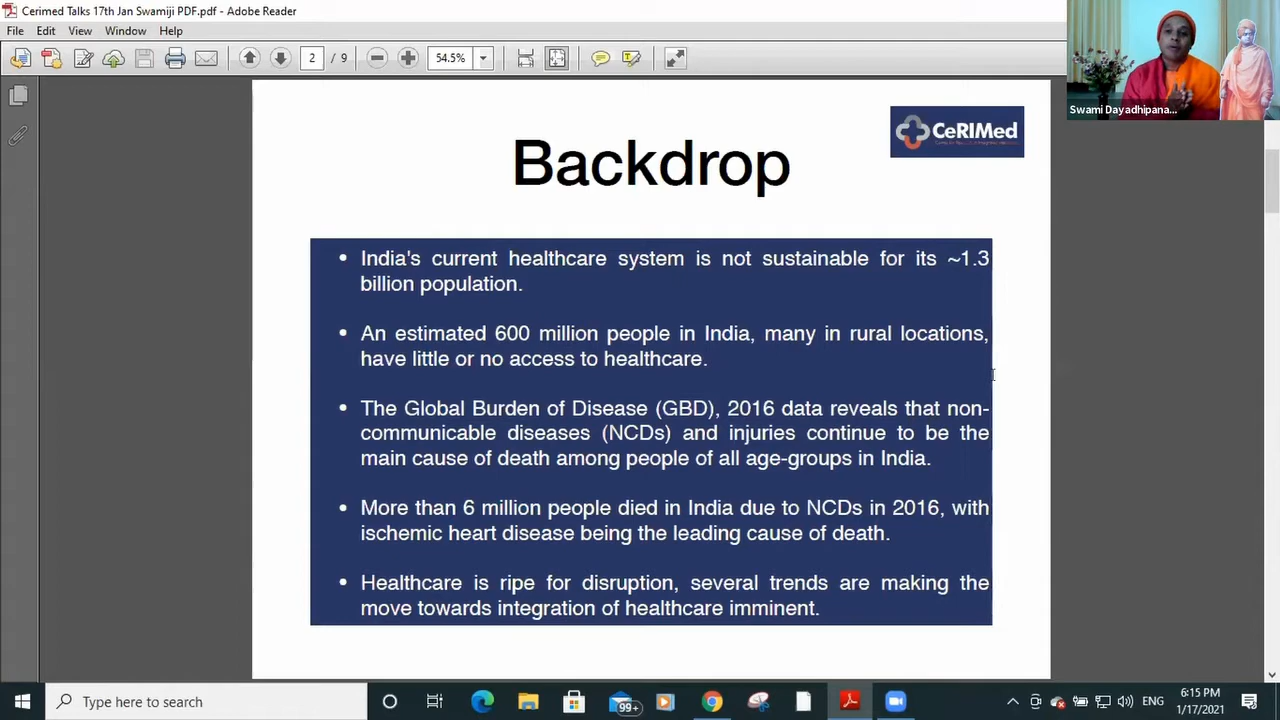 Cerimed Talks 17th Jan Swamiji PDF.pdf - Adobe Reader
File Edit View Window Help
2 / 9 54.5%
Swami Dayadhipana...
CeRIMed
Backdrop
• India's current healthcare system is not sustainable for its ~1.3
billion population.
• An estimated 600 million people in India, many in rural locations,
have little or no access to healthcare.
• The Global Burden of Disease (GBD), 2016 data reveals that non-
communicable diseases (NCDs) and injuries continue to be the
main cause of death among people of all age-groups in India.
• More than 6 million people died in India due to NCDs in 2016, with
ischemic heart disease being the leading cause of death.
• Healthcare is ripe for disruption, several trends are making the
move towards integration of healthcare imminent.
Type here to search
99+
ENG
6:15 PM
1/17/2021